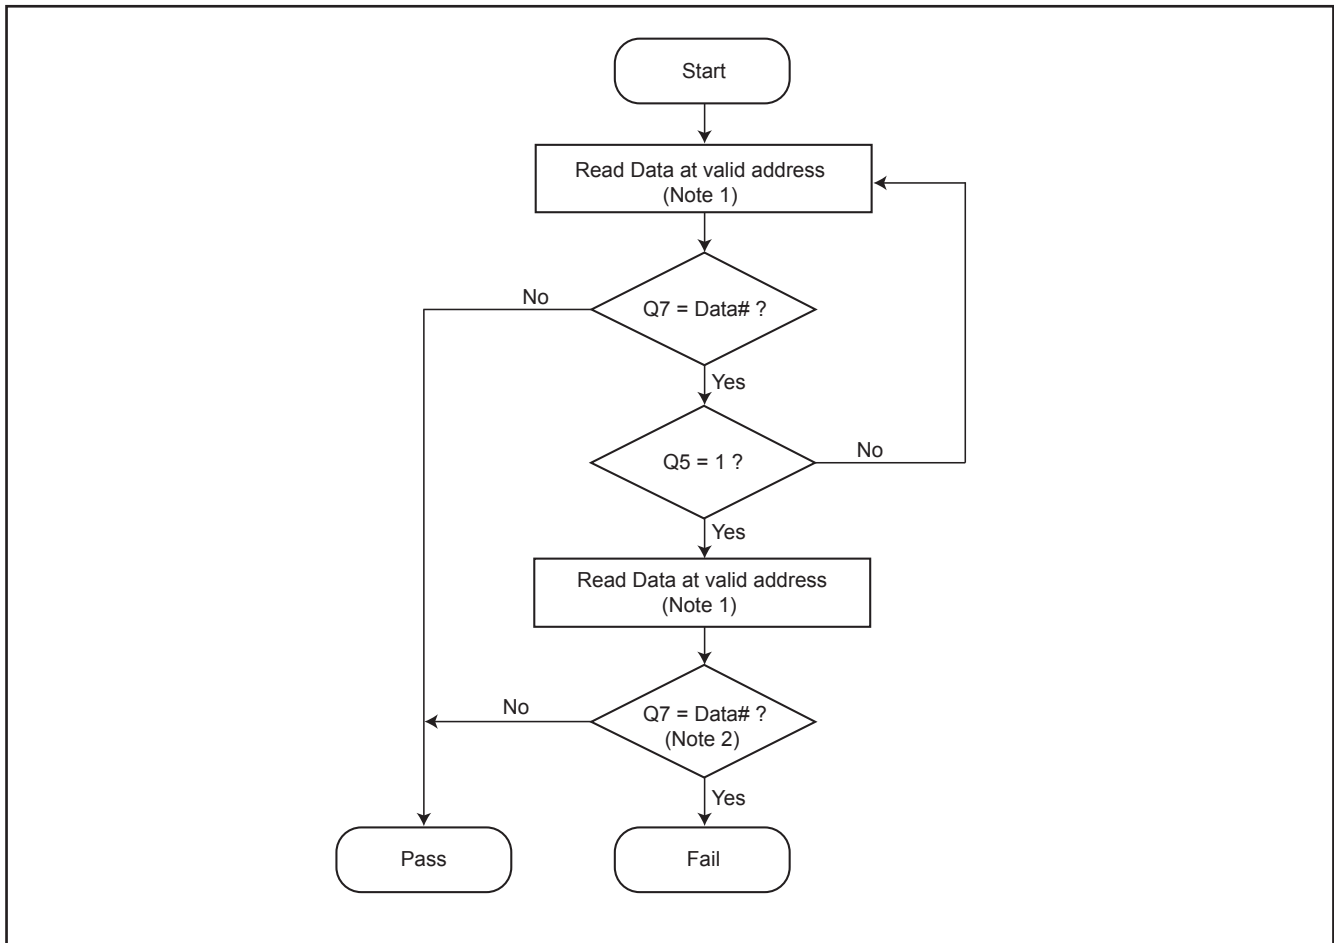 Start
Read Data at valid address
(Note 1)
No
Q7 = Data# ?
Yes
Q5 = 1 ?
No
Yes
Read Data at valid address
(Note 1)
No
Q7 = Data# ?
(Note 2)
Yes
Pass
Fail